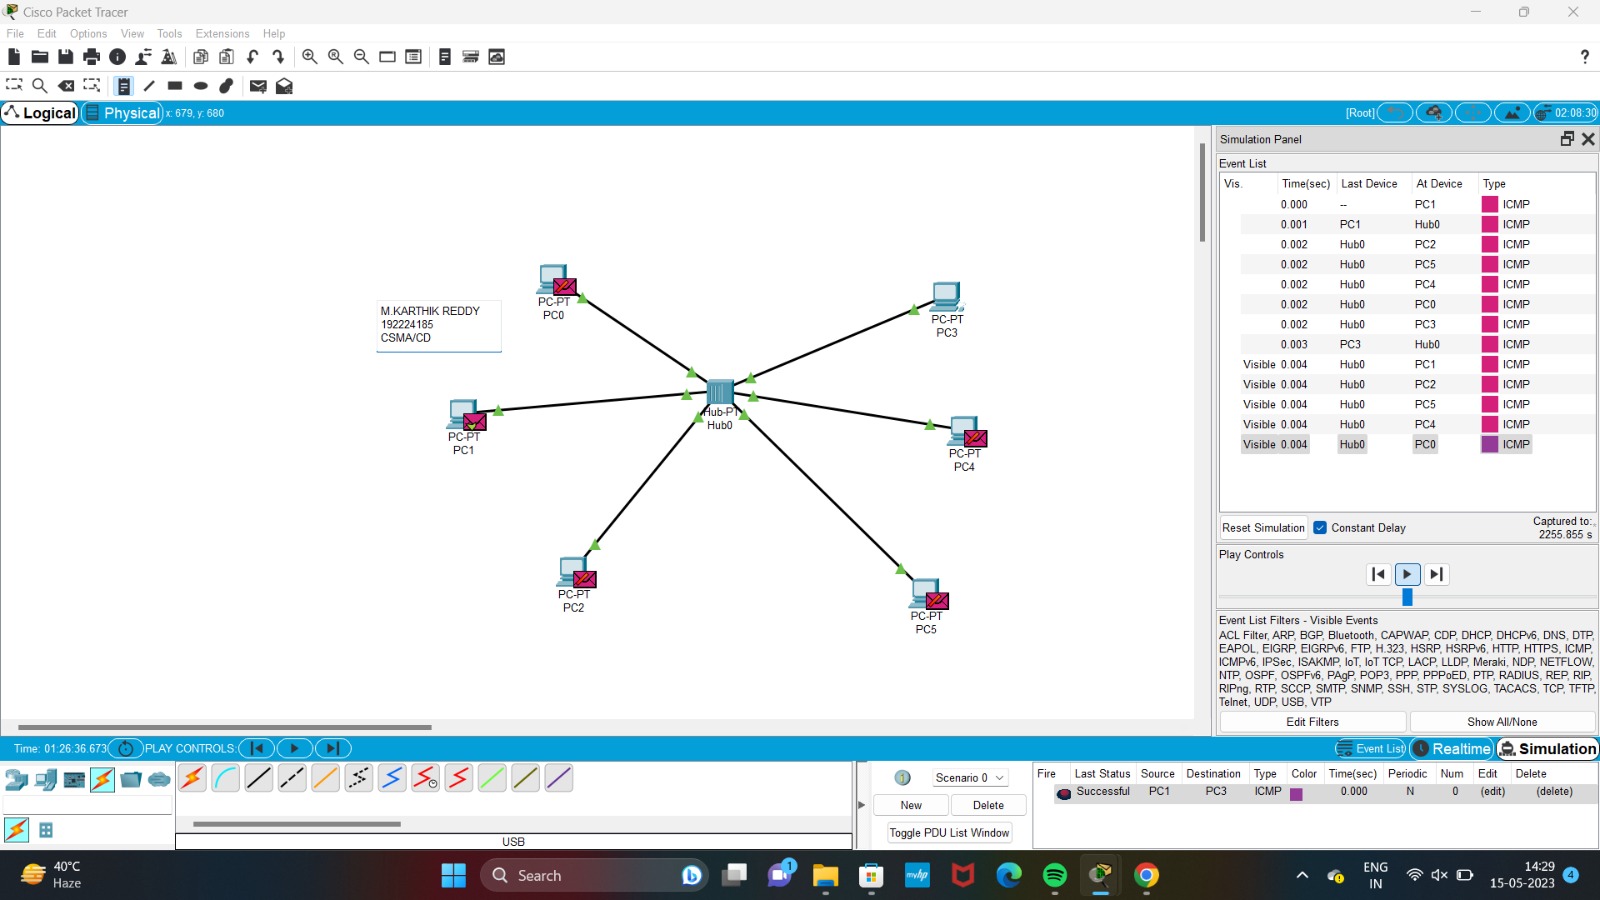 Cisco Packet Tracer
File Edit Options View Tools Extensions Help
?
Logical Physical x: 679, y: 680 [Root] 02:08:30
Simulation Panel
Event List
Vis. Time(sec) Last Device At Device Type
0.000 -- PC1 ICMP
0.001 PC1 Hub0 ICMP
0.002 Hub0 PC2 ICMP
0.002 Hub0 PC5 ICMP
0.002 Hub0 PC4 ICMP
0.002 Hub0 PC0 ICMP
0.002 Hub0 PC3 ICMP
0.003 PC3 Hub0 ICMP
Visible 0.004 Hub0 PC1 ICMP
Visible 0.004 Hub0 PC2 ICMP
Visible 0.004 Hub0 PC5 ICMP
Visible 0.004 Hub0 PC4 ICMP
Visible 0.004 Hub0 PC0 ICMP
Reset Simulation Constant Delay Captured to:
2255.855 s
Play Controls
Event List Filters - Visible Events
ACL Filter, ARP, BGP, Bluetooth, CAPWAP, CDP, DHCP, DHCPv6, DNS, DTP,
EAPOL, EIGRP, EIGRPv6, FTP, H.323, HSRP, HSRPv6, HTTP, HTTPS, ICMP,
ICMPv6, IPSec, ISAKMP, IoT, IoT TCP, LACP, LLDP, Meraki, NDP, NETFLOW,
NTP, OSPF, OSPFv6, PAgP, POP3, PPP, PPPoED, PTP, RADIUS, REP, RIP,
RIPng, RTP, SCCP, SMTP, SNMP, SSH, STP, SYSLOG, TACACS, TCP, TFTP,
Telnet, UDP, USB, VTP
Edit Filters Show All/None
M.KARTHIK REDDY
192224185
CSMA/CD
PC-PT
PC0
PC-PT
PC3
PC-PT
PC1
Hub-PT
Hub0
PC-PT
PC4
PC-PT
PC2
PC-PT
PC5
Time: 01:26:36.673 PLAY CONTROLS: Event List Realtime Simulation
Scenario 0
New Delete
Toggle PDU List Window
Fire Last Status Source Destination Type Color Time(sec) Periodic Num Edit Delete
Successful PC1 PC3 ICMP 0.000 N 0 (edit) (delete)
USB
40°C
Haze
Search
1
myhp
ENG
IN
14:29
15-05-2023
4